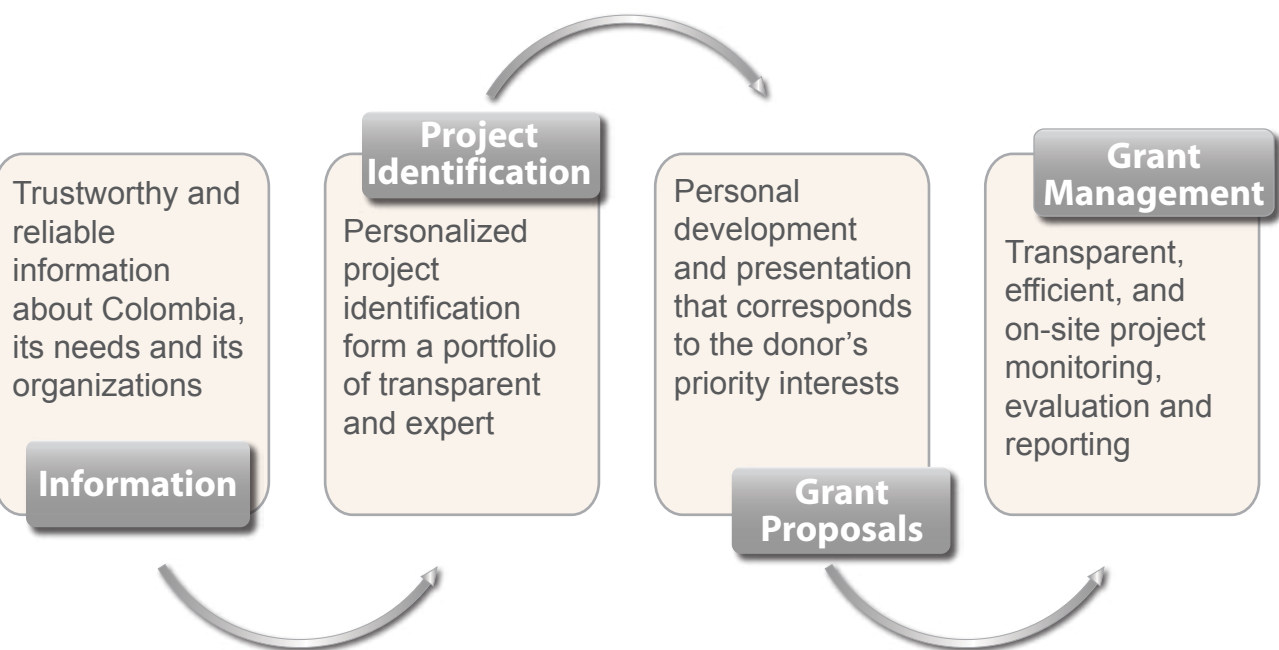 Trustworthy and
reliable
information
about Colombia,
its needs and its
organizations
Information
Project
Identification
Personalized
project
identification
form a portfolio
of transparent
and expert
Personal
development
and presentation
that corresponds
to the donor’s
priority interests
Grant
Proposals
Grant
Management
Transparent,
efficient, and
on-site project
monitoring,
evaluation and
reporting